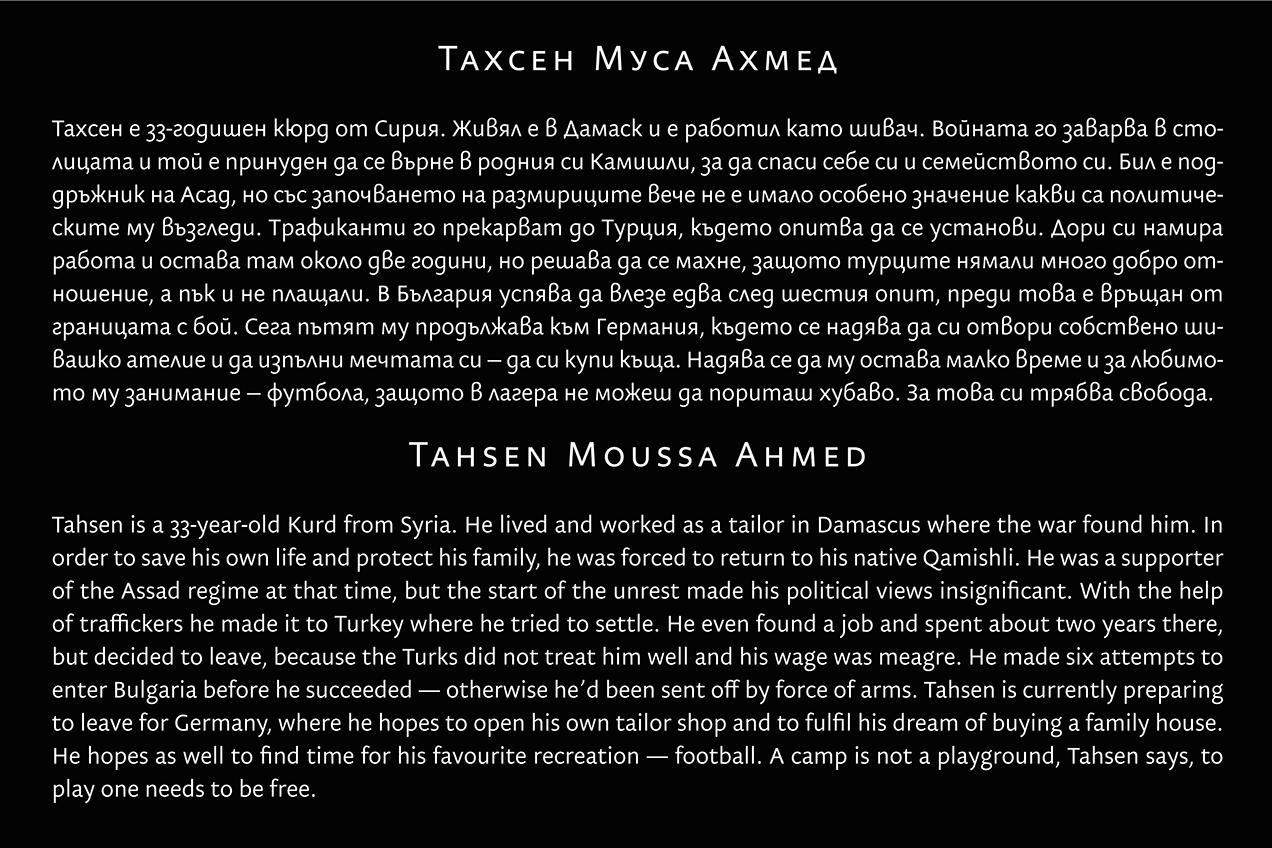 Тахсен Муса Ахмед
Тахсен е 33-годишен кюрд от Сирия. Живял е в Дамаск и е работил като шивач. Войната го заварва в сто-
лицата и той е принуден да се върне в родния си Камишли, за да спаси себе си и семейството си. Бил е под-
дръжник на Асад, но със започването на размириците вече не е имало особено значение какви са политиче-
ските му възгледи. Трафиканти го прекарват до Турция, където опитва да се установи. Дори си намира
работа и остава там около две години, но решава да се махне, защото турците нямали много добро от-
ношение, а пък и не плащали. В България успява да влезе едва след шестия опит, преди това е връщан от
границата с бой. Сега пътят му продължава към Германия, където се надява да си отвори собствено ши-
вашко ателие и да изпълни мечтата си – да си купи къща. Надява се да му остава малко време и за любимо-
то му занимание – футбола, защото в лагера не можеш да пориташ хубаво. За това си трябва свобода.
Tahsen Moussa Ahmed
Tahsen is a 33-year-old Kurd from Syria. He lived and worked as a tailor in Damascus where the war found him. In
order to save his own life and protect his family, he was forced to return to his native Qamishli. He was a supporter
of the Assad regime at that time, but the start of the unrest made his political views insignificant. With the help
of traffickers he made it to Turkey where he tried to settle. He even found a job and spent about two years there,
but decided to leave, because the Turks did not treat him well and his wage was meagre. He made six attempts to
enter Bulgaria before he succeeded — otherwise he’d been sent off by force of arms. Tahsen is currently preparing
to leave for Germany, where he hopes to open his own tailor shop and to fulfil his dream of buying a family house.
He hopes as well to find time for his favourite recreation — football. A camp is not a playground, Tahsen says, to
play one needs to be free.